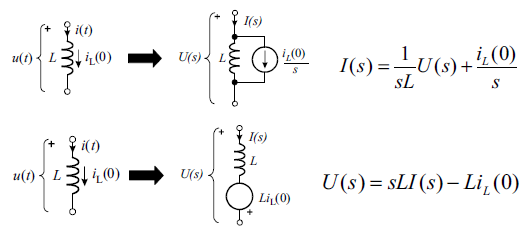 + i(t) u(t) L i_L(0)
+ I(s) U(s) L i_L(0)/s
I(s) = 1/(sL) U(s) + i_L(0)/s
+ i(t) u(t) L i_L(0)
+ I(s) U(s) L Li_L(0) +
U(s) = sLI(s) − Li_L(0)